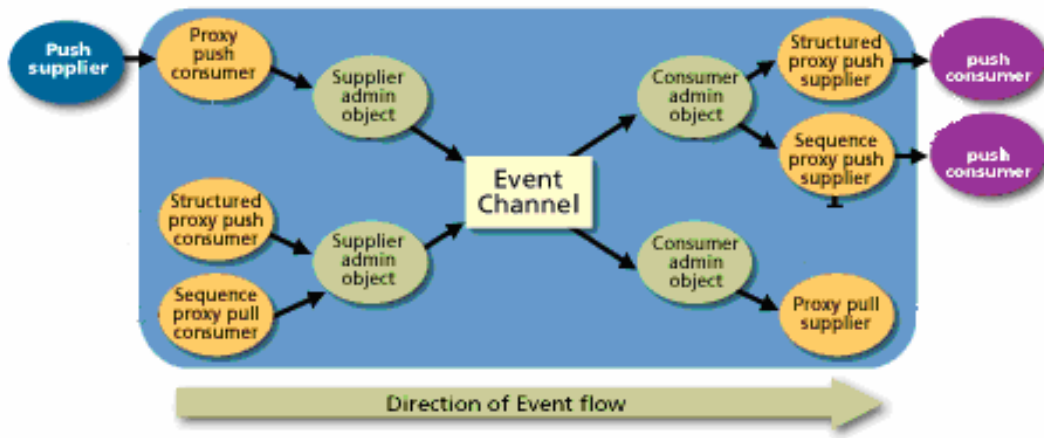 Push
supplier
Proxy
push
consumer
Supplier
admin
object
Structured
proxy push
consumer
Sequence
proxy pull
consumer
Supplier
admin
object
Event
Channel
Consumer
admin
object
Structured
proxy push
supplier
push
consumer
Sequence
proxy push
supplier
push
consumer
Consumer
admin
object
Proxy pull
supplier
Direction of Event flow